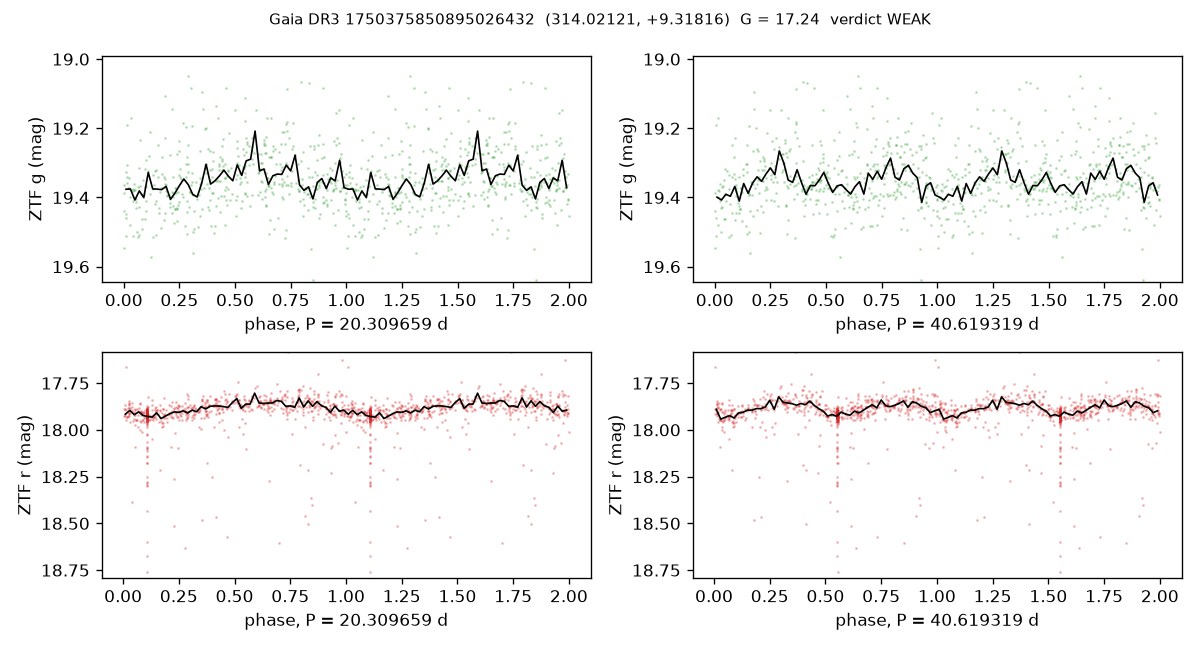 Gaia DR3 1750375850895026432 (314.02121, +9.31816) G = 17.24 verdict WEAK
ZTF g (mag)
19.0
19.2
19.4
19.6
0.00 0.25 0.50 0.75 1.00 1.25 1.50 1.75 2.00
phase, P = 20.309659 d
ZTF g (mag)
19.0
19.2
19.4
19.6
0.00 0.25 0.50 0.75 1.00 1.25 1.50 1.75 2.00
phase, P = 40.619319 d
ZTF r (mag)
17.75
18.00
18.25
18.50
18.75
0.00 0.25 0.50 0.75 1.00 1.25 1.50 1.75 2.00
phase, P = 20.309659 d
ZTF r (mag)
17.75
18.00
18.25
18.50
18.75
0.00 0.25 0.50 0.75 1.00 1.25 1.50 1.75 2.00
phase, P = 40.619319 d